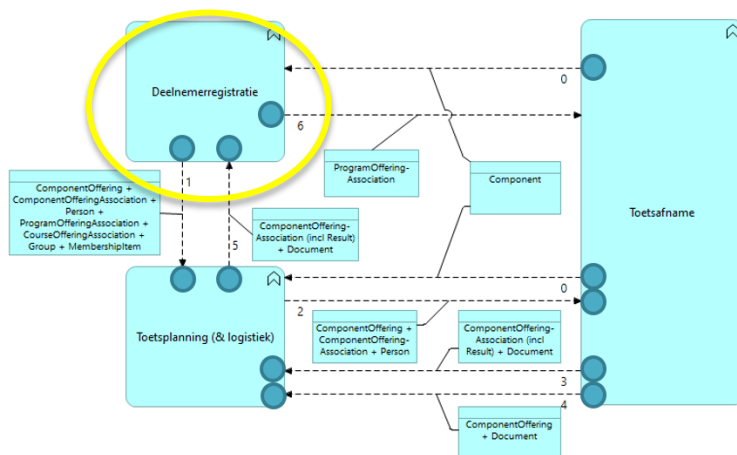 Deelnemerregistratie
0
6
1
ProgramOffering-
Association
Component
ComponentOffering +
ComponentOfferingAssociation +
Person +
ProgramOfferingAssociation +
CourseOfferingAssociation +
Group + MembershipItem
5
ComponentOffering-
Association (incl Result)
+ Document
Toetsafname
0
2
Toetsplanning (& logistiek)
ComponentOffering +
ComponentOffering-
Association + Person
ComponentOffering-
Association (incl
Result) + Document
3
4
ComponentOffering
+ Document